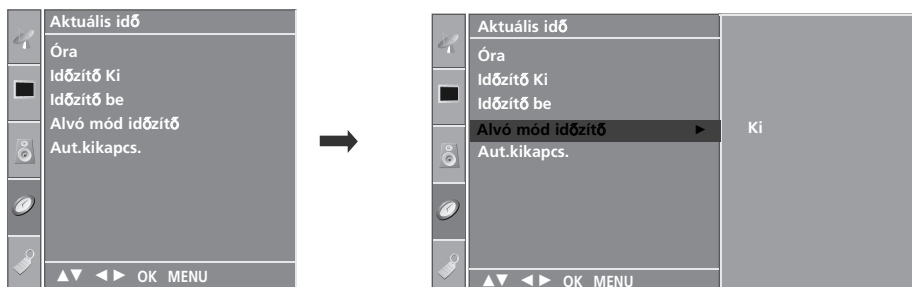 Aktuális idő
Óra
Időzítő Ki
Időzítő be
Alvó mód időzítő
Aut.kikapcs.
▲▼ ◄► OK MENU
Aktuális idő
Óra
Időzítő Ki
Időzítő be
Alvó mód időzítő ► Ki
Aut.kikapcs.
▲▼ ◄► OK MENU